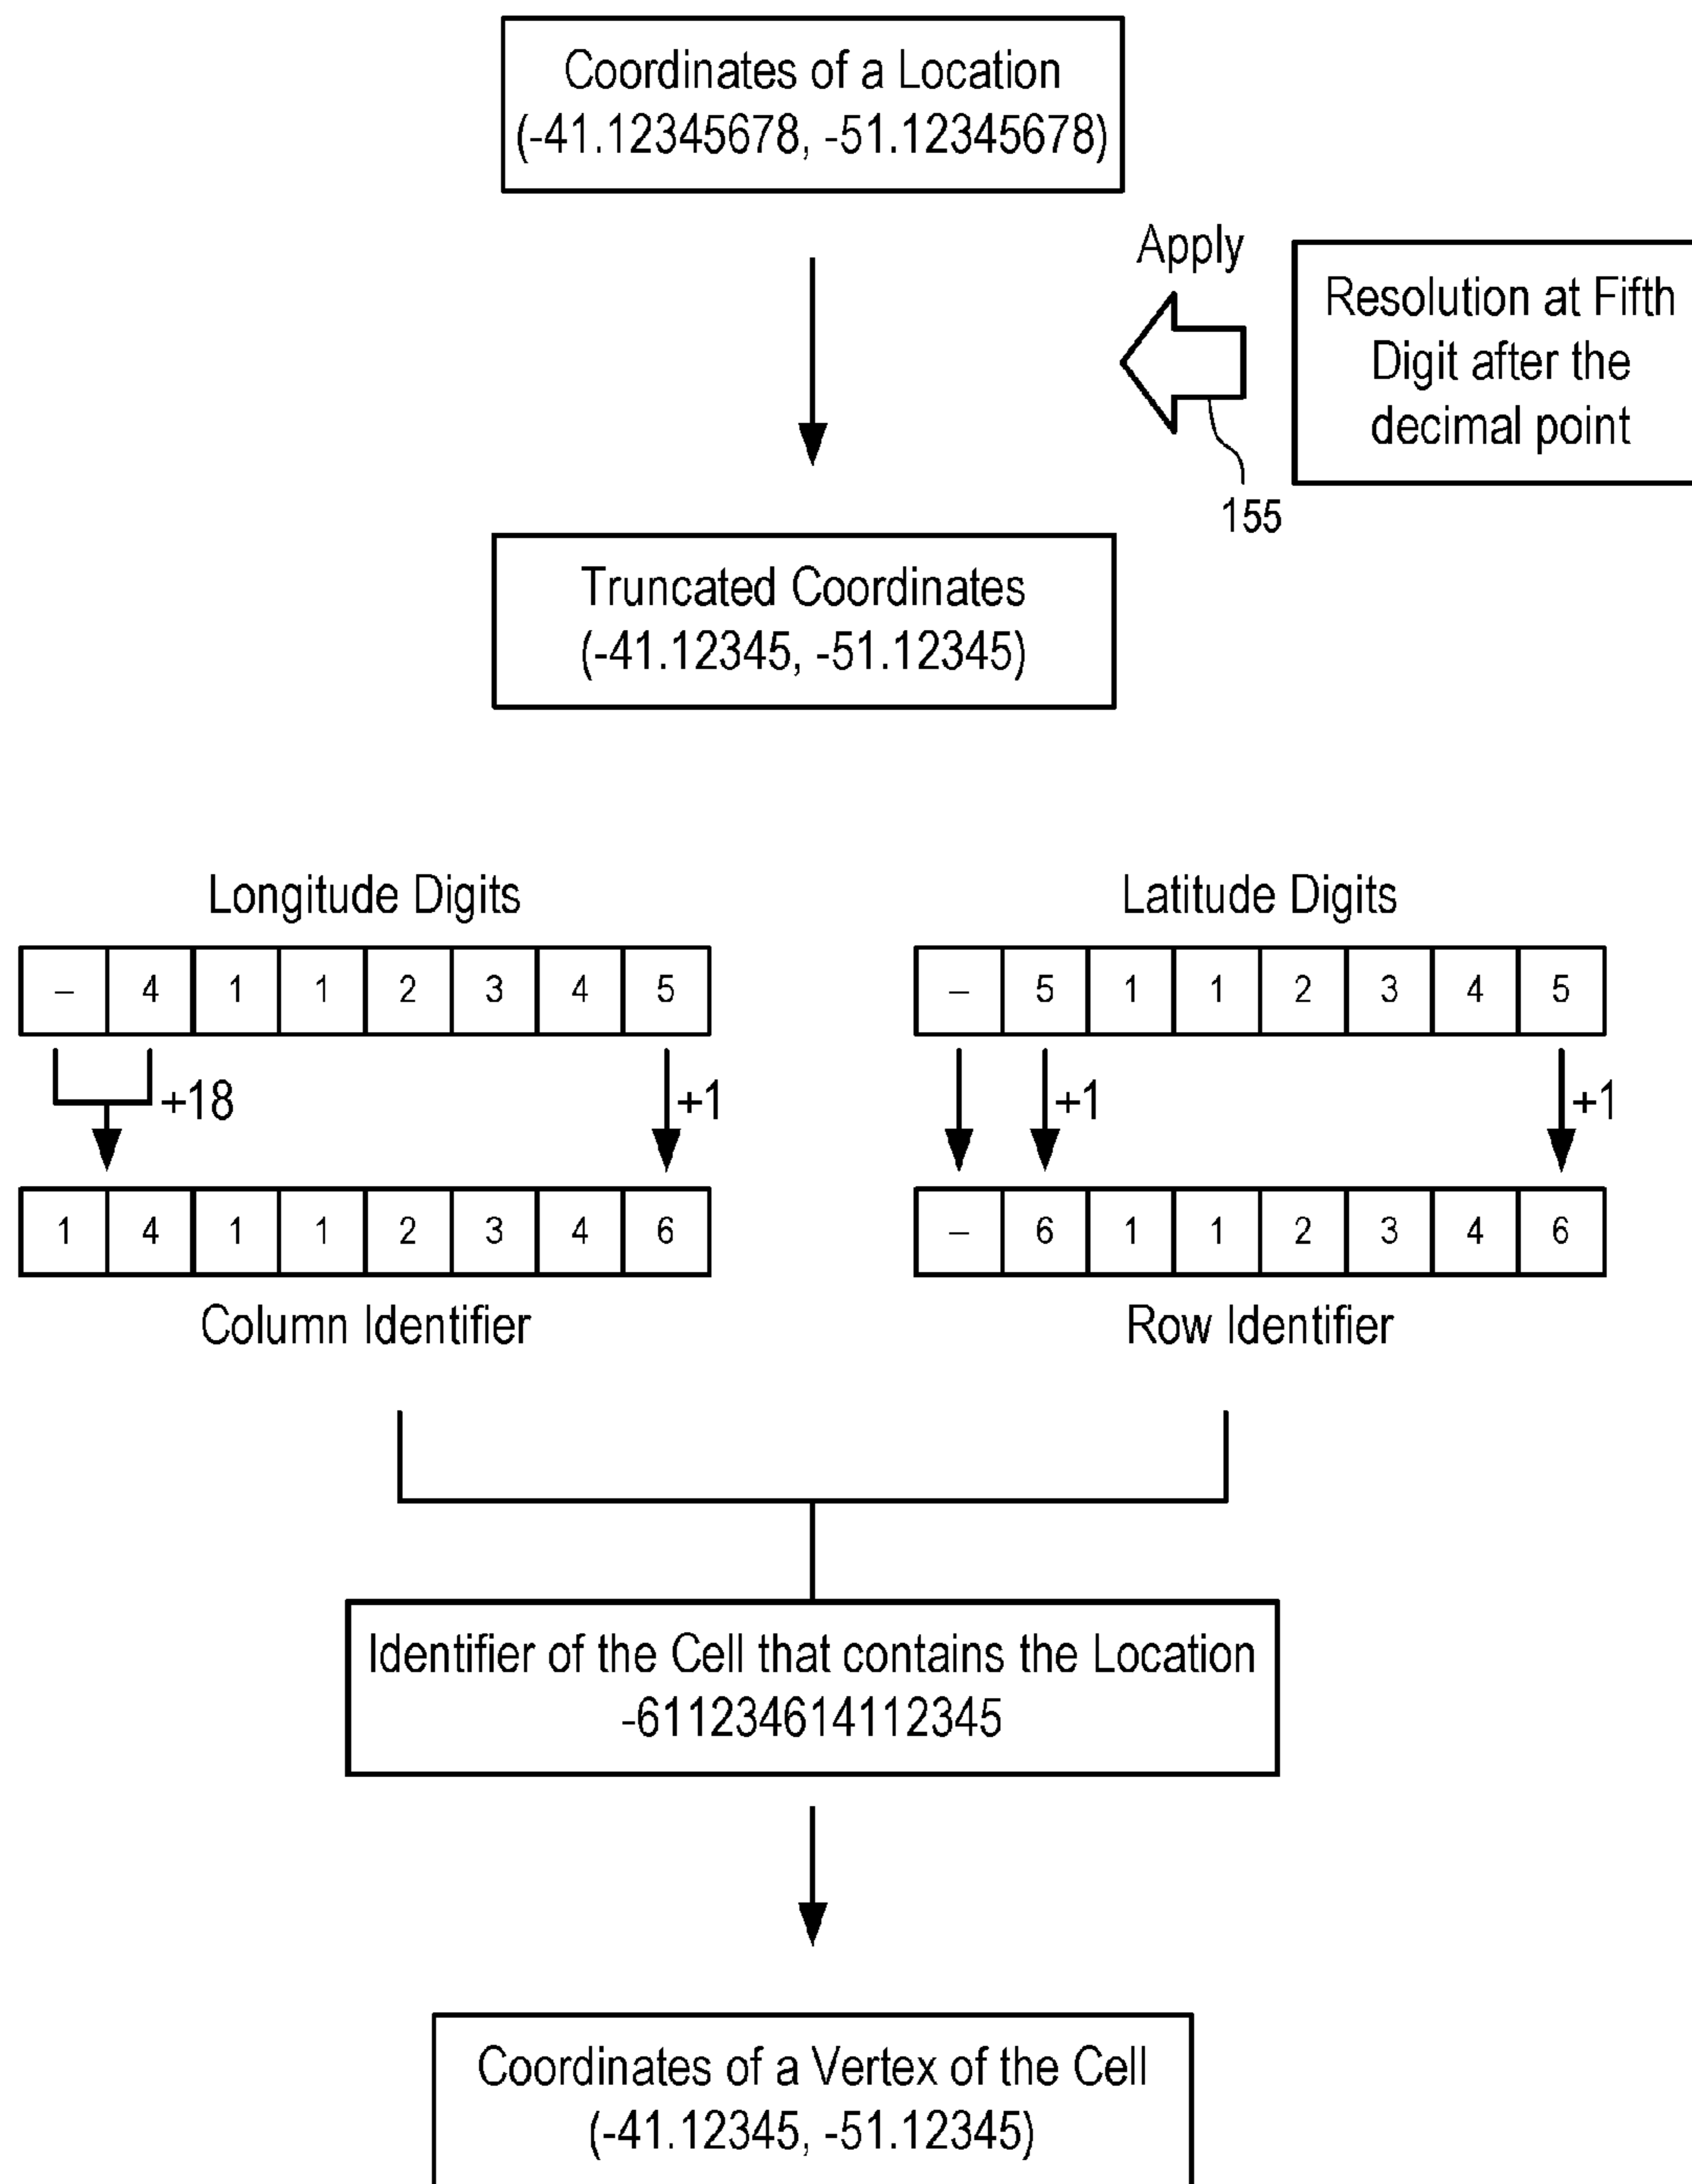 Coordinates of a Location
(-41.12345678, -51.12345678)
Apply
Resolution at Fifth
Digit after the
decimal point
155
Truncated Coordinates
(-41.12345, -51.12345)
Longitude Digits
– 4 1 1 2 3 4 5
+18
+1
1 4 1 1 2 3 4 6
Column Identifier
Latitude Digits
– 5 1 1 2 3 4 5
+1
+1
– 6 1 1 2 3 4 6
Row Identifier
Identifier of the Cell that contains the Location
-611234614112345
Coordinates of a Vertex of the Cell
(-41.12345, -51.12345)